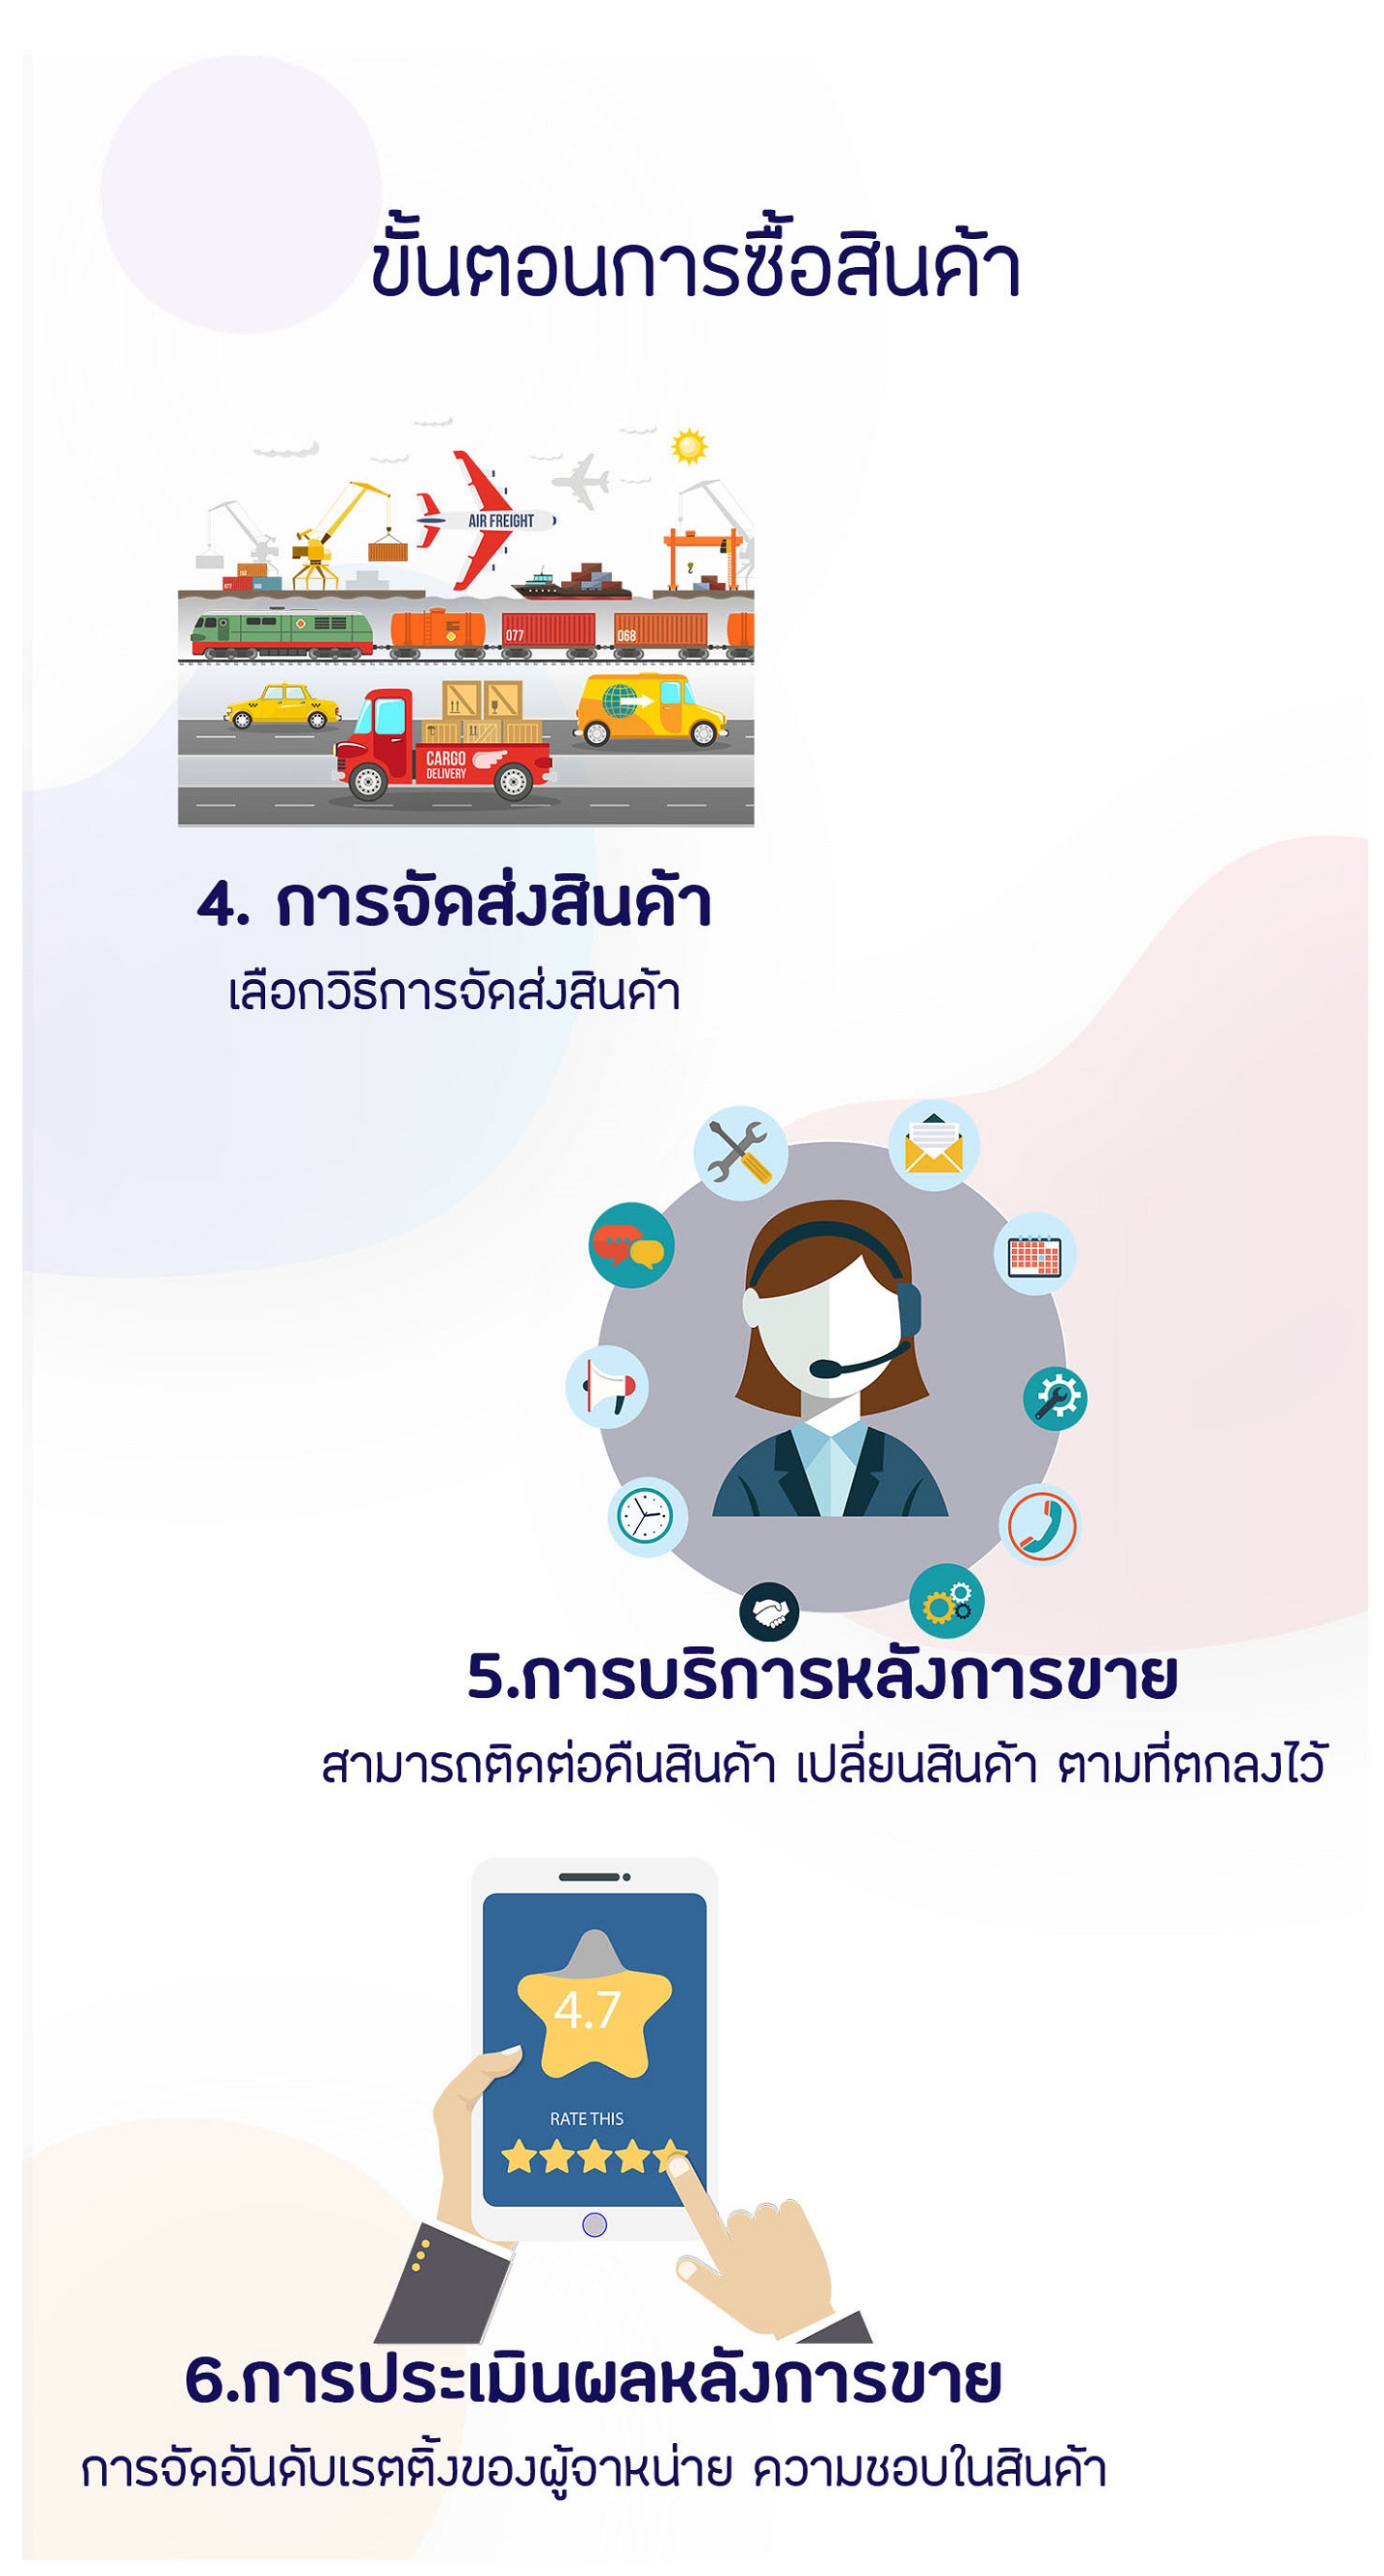 ขั้นตอนการซื้อสินค้า
AIR FREIGHT
077
068
CARGO
DELIVERY
4. การจัดส่งสินค้า
เลือกวิธีการจัดส่งสินค้า
5.การบริการหลังการขาย
สามารถติดต่อคืนสินค้า เปลี่ยนสินค้า ตามที่ตกลงไว้
4.7
RATE THIS
6.การประเมินผลหลังการขาย
การจัดอันดับเรตติ้งของผู้จาหน่าย ความชอบในสินค้า